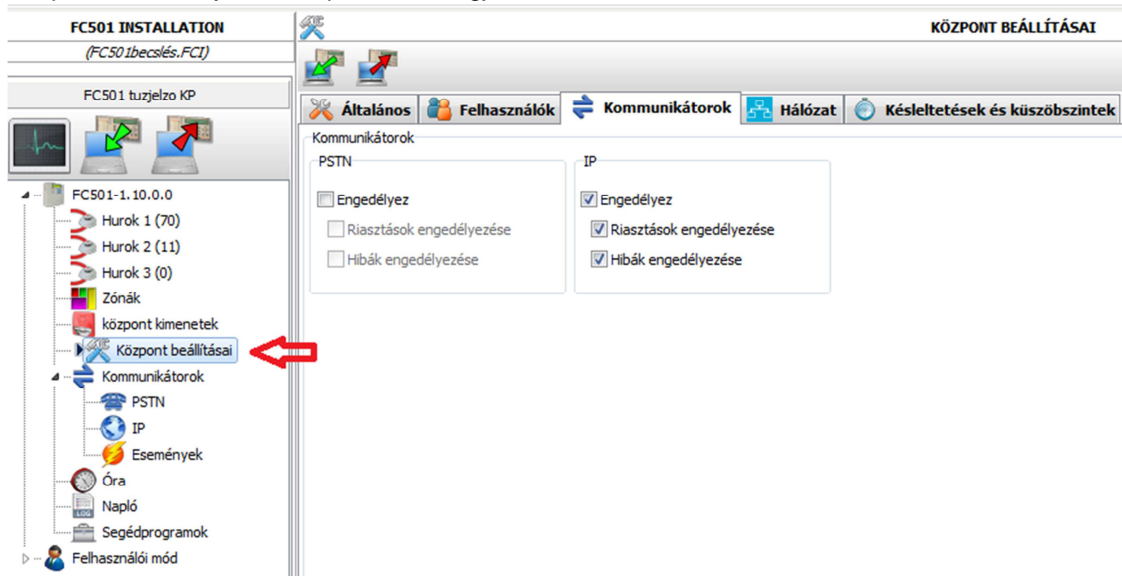 FC501 INSTALLATION
(FC501becslés.FCI)
FC501 tuzjelzo KP
FC501-1.10.0.0
Hurok 1 (70)
Hurok 2 (11)
Hurok 3 (0)
Zónák
központ kimenetek
Központ beállításai
Kommunikátorok
PSTN
IP
Események
Óra
LOG
Napló
Segédprogramok
Felhasználói mód
KÖZPONT BEÁLLÍTÁSAI
Általános
Felhasználók
Kommunikátorok
Hálózat
Késleltetések és küszöbszintek
Kommunikátorok
PSTN
Engedélyez
Riasztások engedélyezése
Hibák engedélyezése
IP
Engedélyez
Riasztások engedélyezése
Hibák engedélyezése